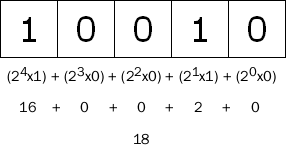 1 0 0 1 0
(2⁴x1) + (2³x0) + (2²x0) + (2¹x1) + (2⁰x0)
16 + 0 + 0 + 2 + 0
18